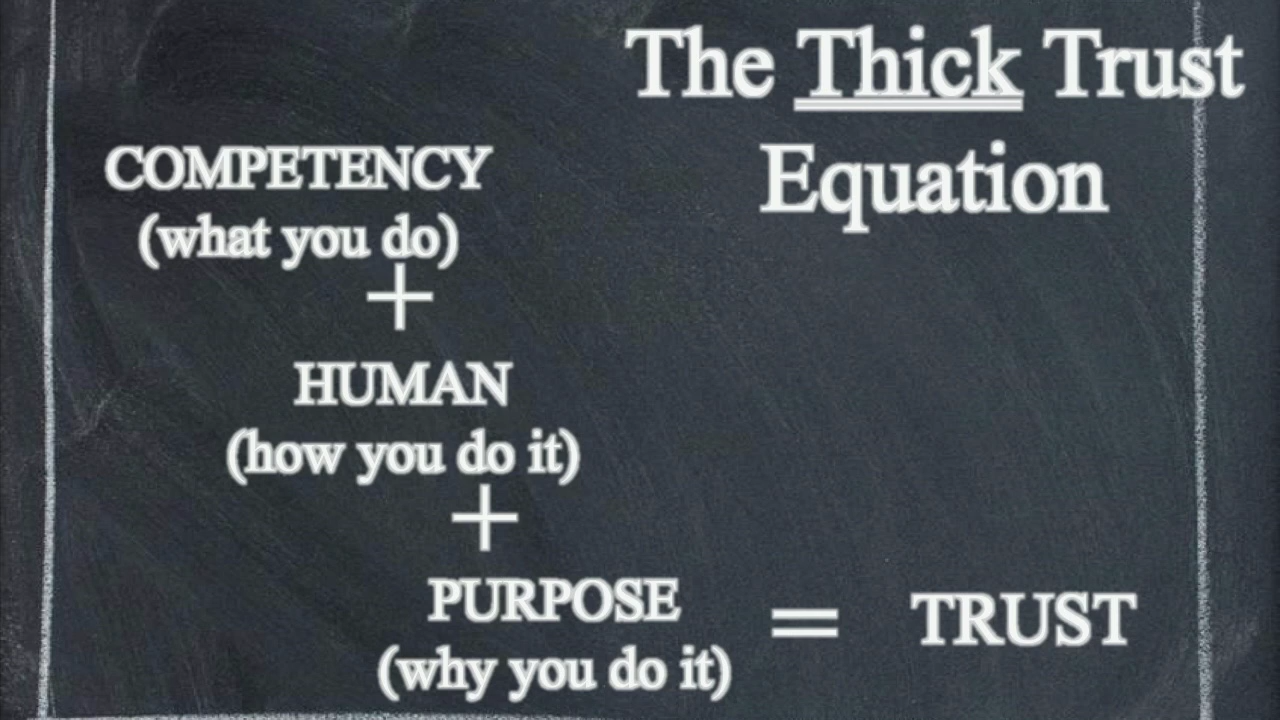 The Thick Trust
Equation
COMPETENCY
(what you do)
+
HUMAN
(how you do it)
+
PURPOSE
(why you do it)
= TRUST